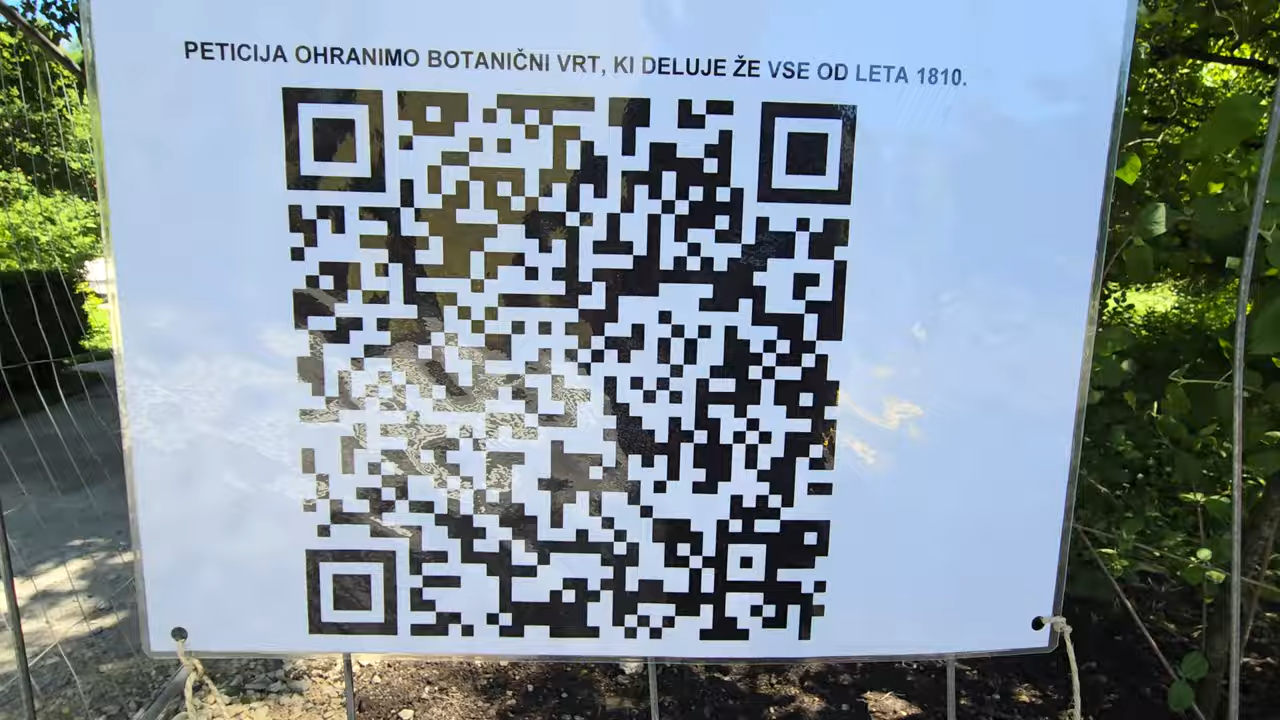 PETICIJA OHRANIMO BOTANIČNI VRT, KI DELUJE ŽE VSE OD LETA 1810.